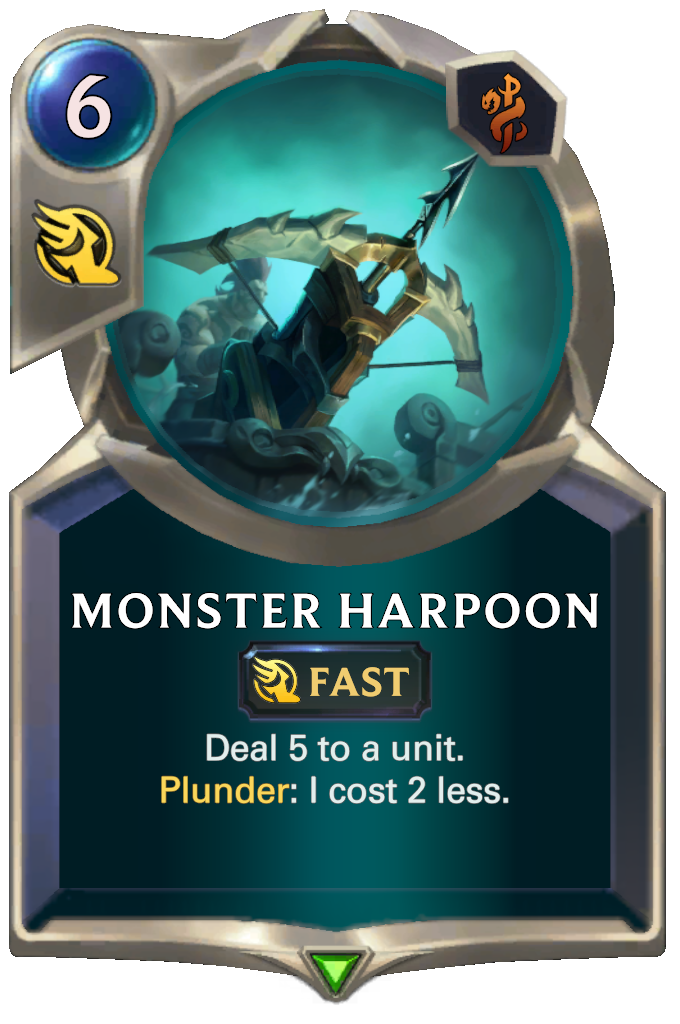 6
MONSTER HARPOON
FAST
Deal 5 to a unit.
Plunder: I cost 2 less.